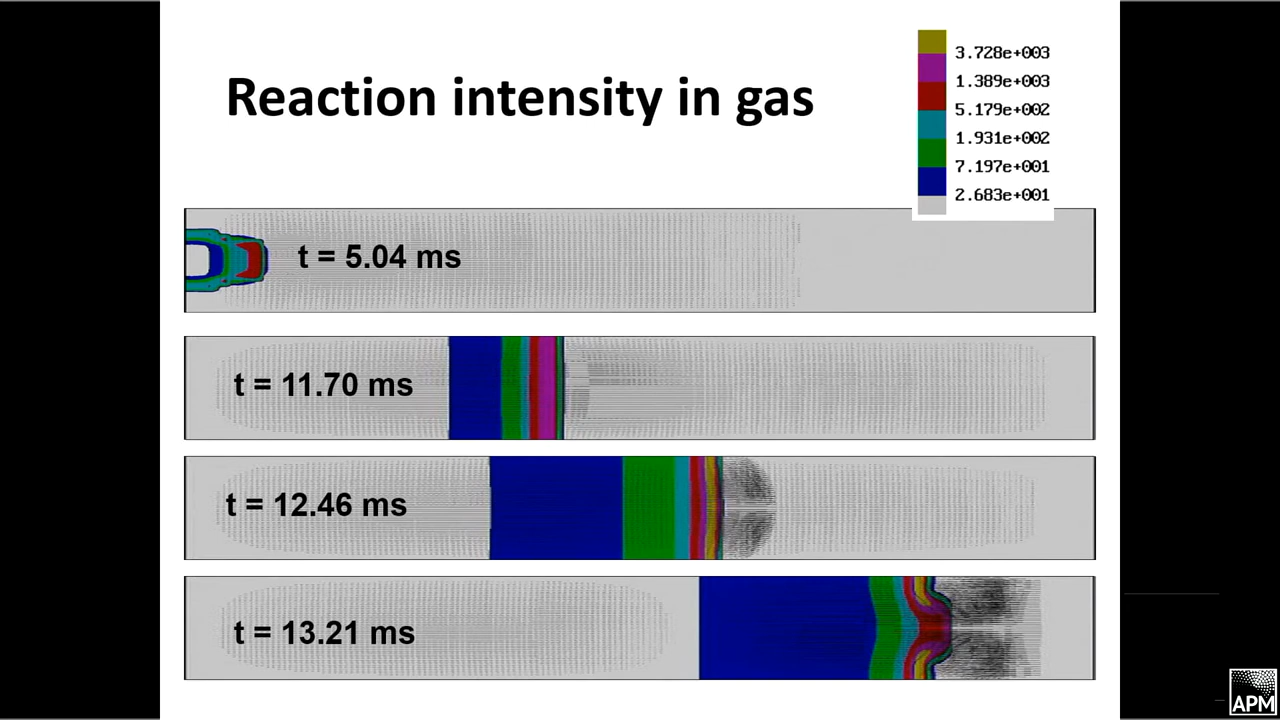 Reaction intensity in gas
3.728e+003
1.389e+003
5.179e+002
1.931e+002
7.197e+001
2.683e+001
t = 5.04 ms
t = 11.70 ms
t = 12.46 ms
t = 13.21 ms
APM